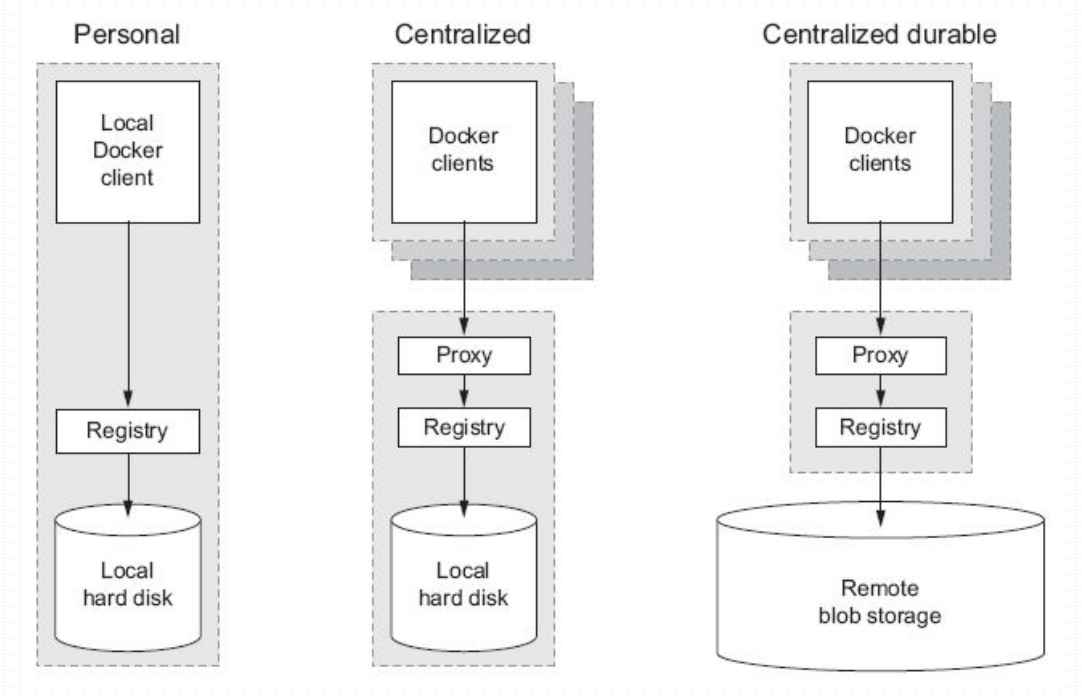 Personal
Local
Docker
client
Registry
Local
hard disk
Centralized
Docker
clients
Proxy
Registry
Local
hard disk
Centralized durable
Docker
clients
Proxy
Registry
Remote
blob storage